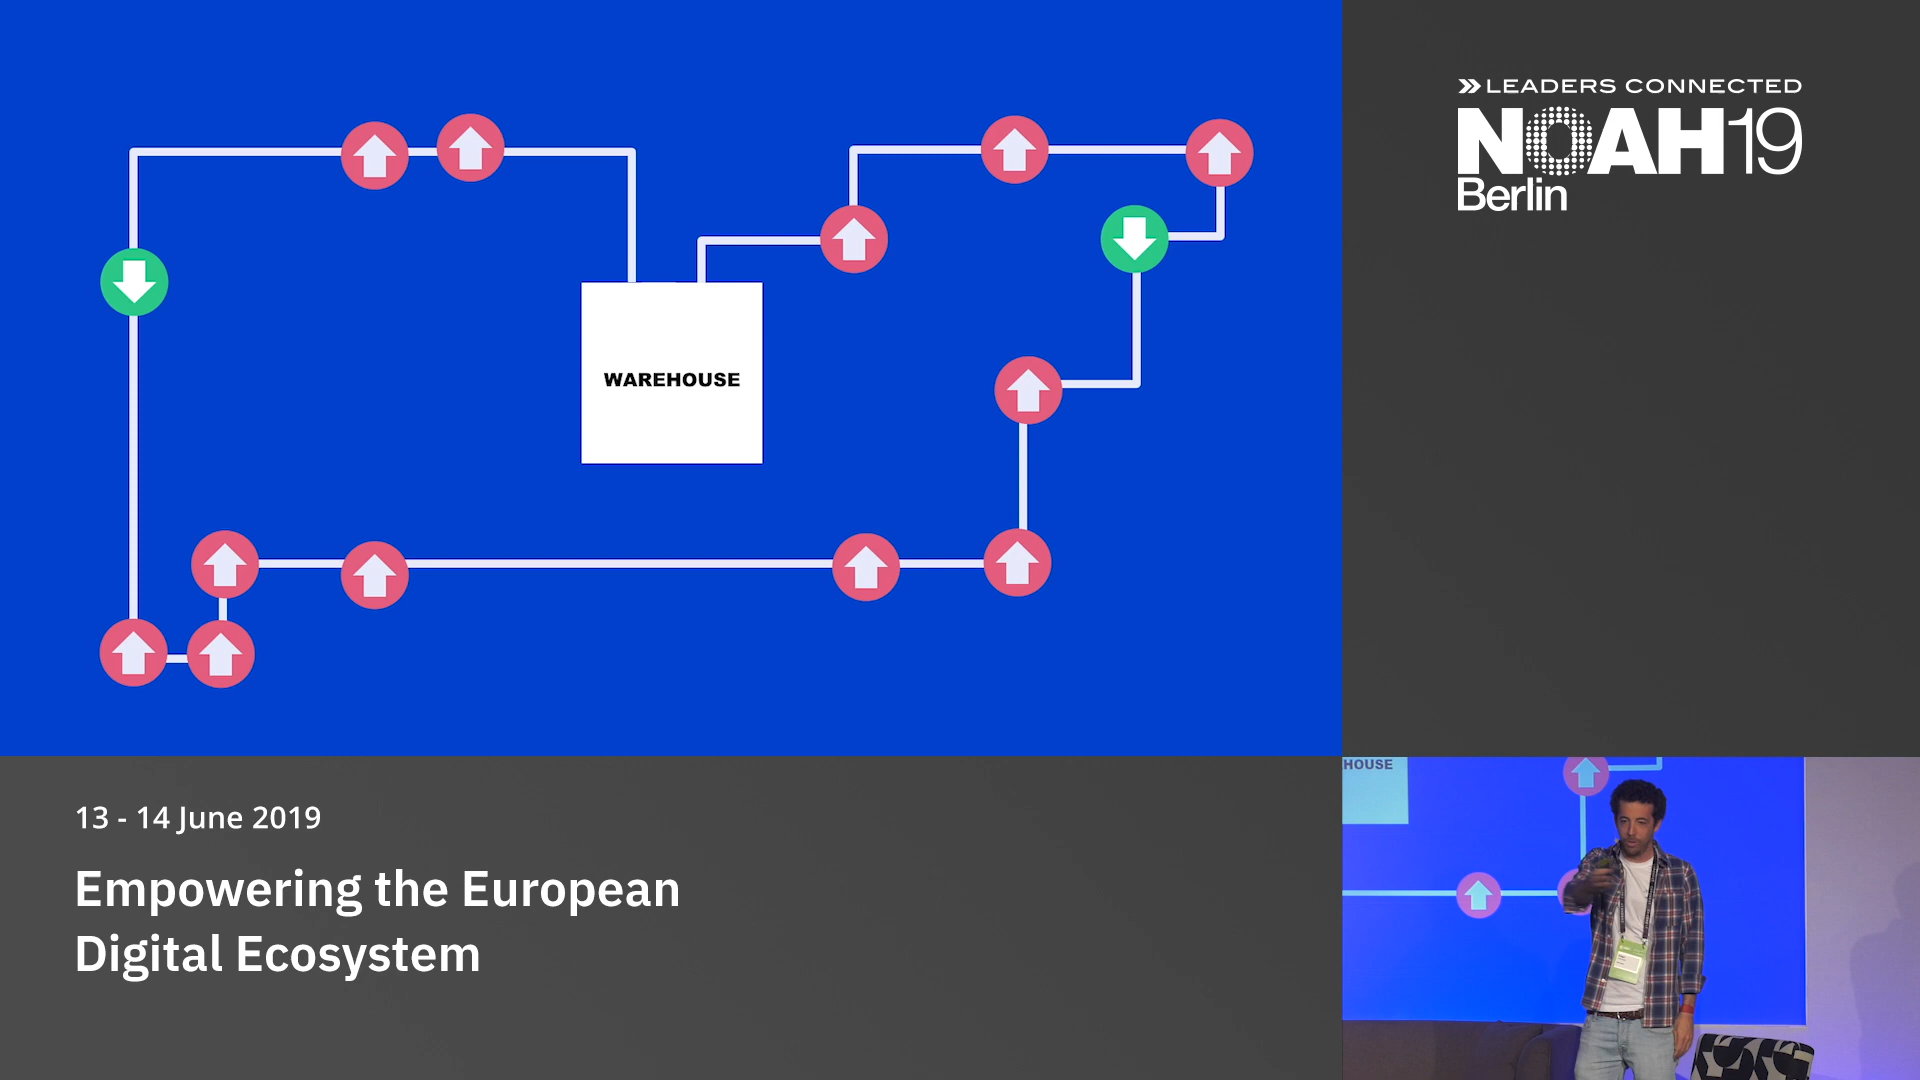 WAREHOUSE
LEADERS CONNECTED
NOAH19
Berlin
13 - 14 June 2019
Empowering the European
Digital Ecosystem
HOUSE